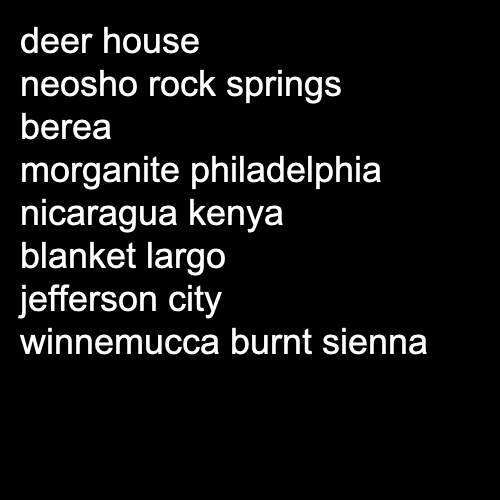 deer house
neosho rock springs
berea
morganite philadelphia
nicaragua kenya
blanket largo
jefferson city
winnemucca burnt sienna